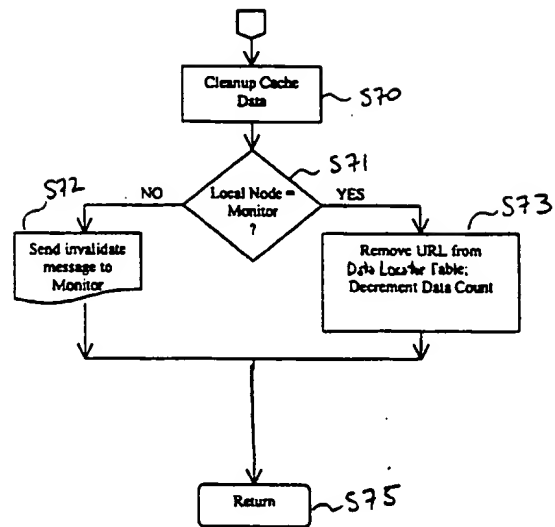 Cleanup Cache
Data
S70
S71
S72
NO
Local Node =
Monitor
?
YES
S73
Send invalidate
message to
Monitor
Remove URL from
Data Locator Table;
Decrement Data Count
Return
S75